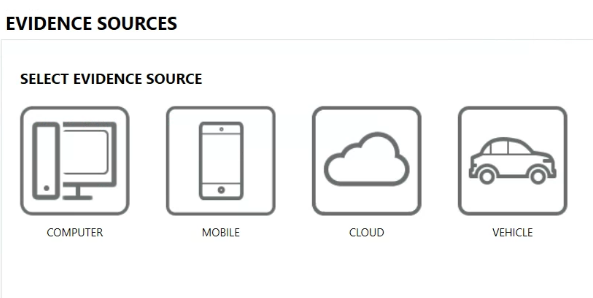 EVIDENCE SOURCES
SELECT EVIDENCE SOURCE
COMPUTER MOBILE CLOUD VEHICLE